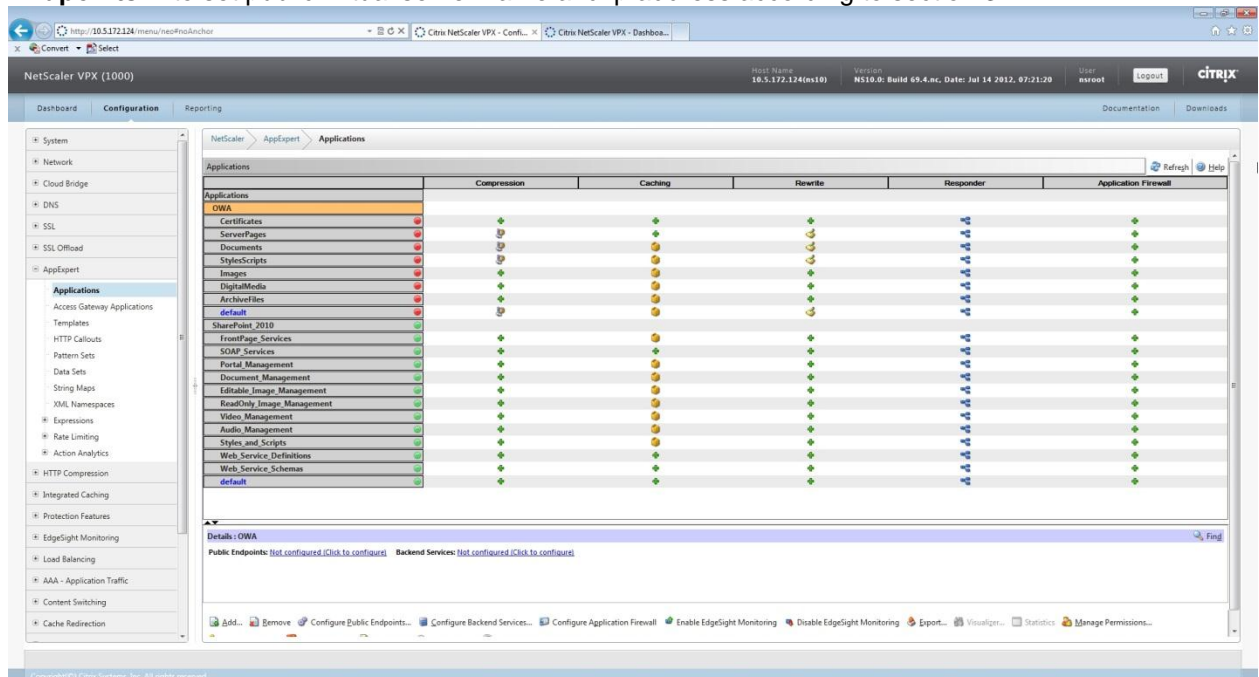 http://10.5.172.124/menu/neo#noAnchor
Citrix NetScaler VPX - Confi... × Citrix NetScaler VPX - Dashboa...
x Convert Select
NetScaler VPX (1000)
Host Name
10.5.172.124(ns10)
Version
NS10.0: Build 69.4.nc, Date: Jul 14 2012, 07:21:20
User
nsroot
Logout
CITRIX
Dashboard Configuration Reporting Documentation Downloads
System
Network
Cloud Bridge
DNS
SSL
SSL Offload
AppExpert
Applications
Access Gateway Applications
Templates
HTTP Callouts
Pattern Sets
Data Sets
String Maps
XML Namespaces
Expressions
Rate Limiting
Action Analytics
HTTP Compression
Integrated Caching
Protection Features
EdgeSight Monitoring
Load Balancing
AAA - Application Traffic
Content Switching
Cache Redirection
NetScaler AppExpert Applications
Applications Refresh Help
Compression Caching Rewrite Responder Application Firewall
Applications
OWA
Certificates
ServerPages
Documents
StylesScripts
Images
DigitalMedia
ArchiveFiles
default
SharePoint_2010
FrontPage_Services
SOAP_Services
Portal_Management
Document_Management
Editable_Image_Management
ReadOnly_Image_Management
Video_Management
Audio_Management
Styles_and_Scripts
Web_Service_Definitions
Web_Service_Schemas
default
Details : OWA Find
Public Endpoints: Not configured (Click to configure) Backend Services: Not configured (Click to configure)
Add... Remove Configure Public Endpoints... Configure Backend Services... Configure Application Firewall Enable EdgeSight Monitoring Disable EdgeSight Monitoring Export... Visualizer... Statistics Manage Permissions...